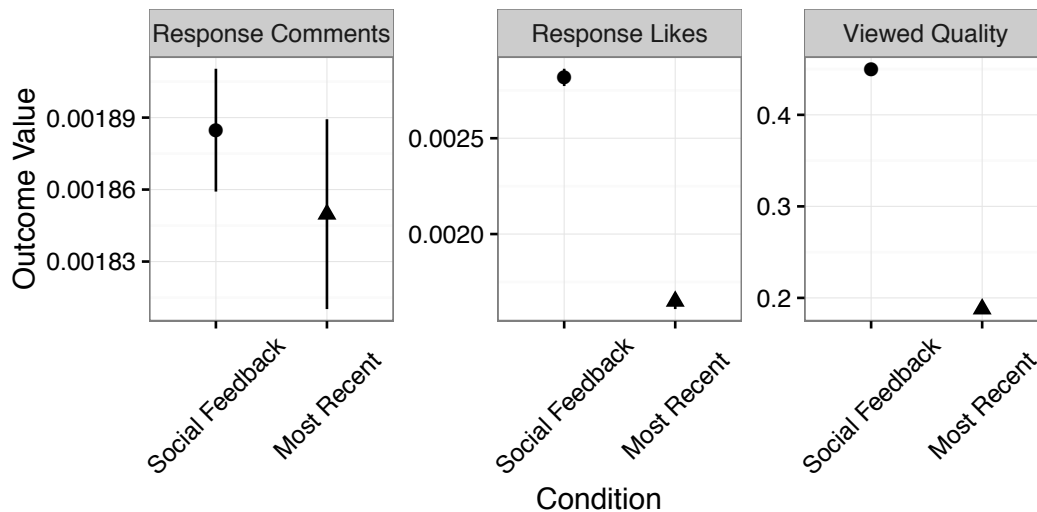 Response Comments
Response Likes
Viewed Quality
Outcome Value
0.00189
0.00186
0.00183
0.0025
0.0020
0.4
0.3
0.2
Social Feedback
Most Recent
Social Feedback
Most Recent
Social Feedback
Most Recent
Condition